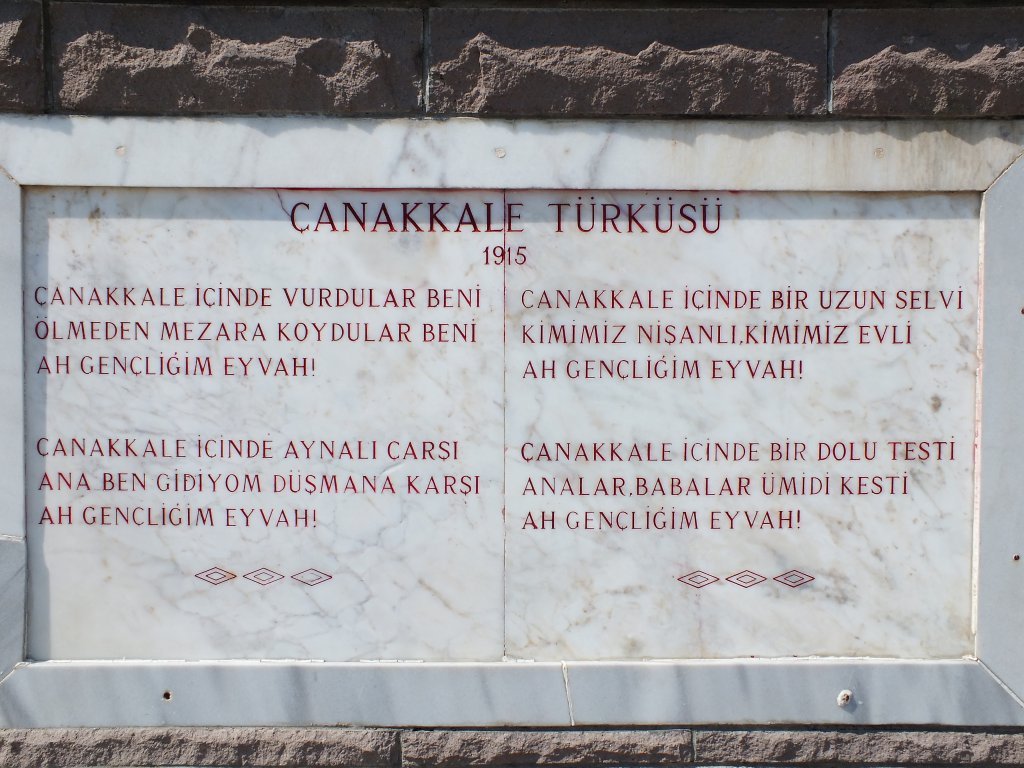 ÇANAKKALE TÜRKÜSÜ
1915
ÇANAKKALE İÇİNDE VURDULAR BENİ
ÖLMEDEN MEZARA KOYDULAR BENİ
AH GENÇLİĞİM EYVAH!
ÇANAKKALE İÇİNDE AYNALI ÇARŞI
ANA BEN GİDİYOM DÜŞMANA KARŞI
AH GENÇLİĞİM EYVAH!
ÇANAKKALE İÇİNDE BİR UZUN SELVİ
KİMİMİZ NİŞANLI,KİMİMİZ EVLİ
AH GENÇLİĞİM EYVAH!
ÇANAKKALE İCİNDE BİR DOLU TESTİ
ANALAR,BABALAR ÜMİDİ KESTİ
AH GENÇLİĞİM EYVAH!